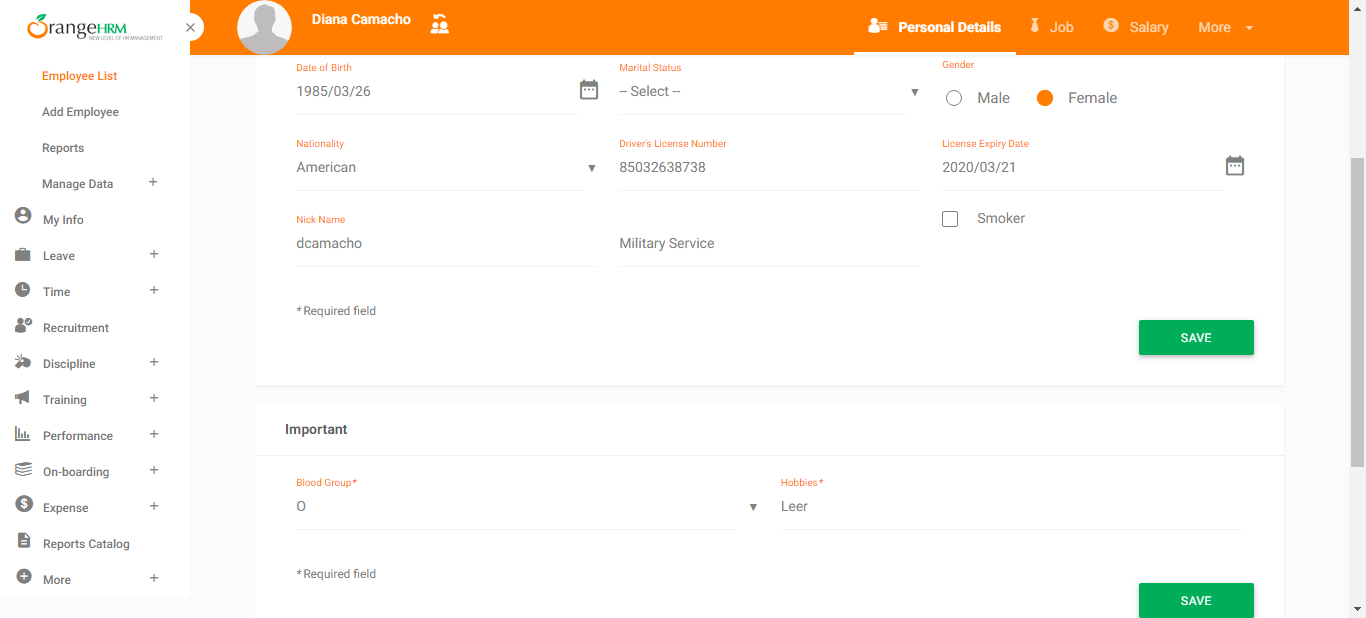 OrangeHRM
NEW LEVEL OF HR MANAGEMENT
Diana Camacho
Personal Details
Job
Salary
More
Employee List
Add Employee
Reports
Manage Data
My Info
Leave
Time
Recruitment
Discipline
Training
Performance
On-boarding
Expense
Reports Catalog
More
Date of Birth
1985/03/26
Marital Status
-- Select --
Gender
Male
Female
Nationality
American
Driver's License Number
85032638738
License Expiry Date
2020/03/21
Nick Name
dcamacho
Military Service
Smoker
* Required field
SAVE
Important
Blood Group*
O
Hobbies*
Leer
* Required field
SAVE